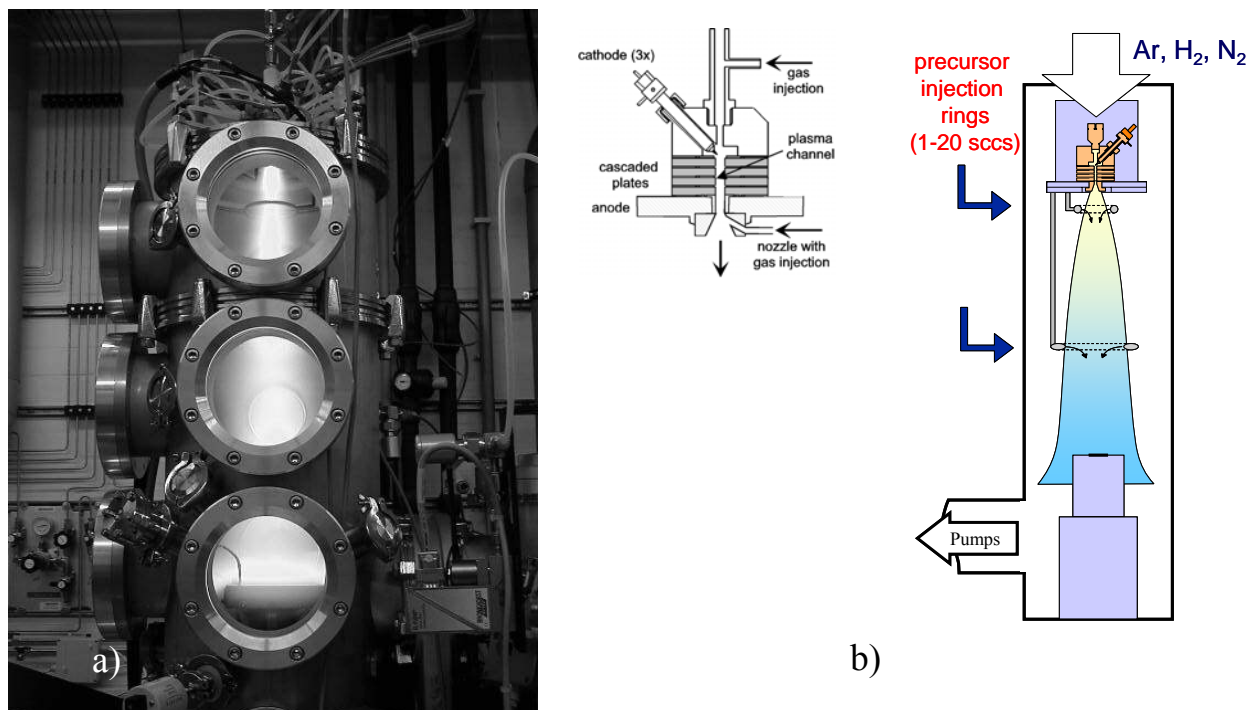 a)
cathode (3x)
gas
injection
plasma
channel
cascaded
plates
anode
nozzle with
gas injection
b)
precursor
injection
rings
(1-20 sccs)
Ar, H₂, N₂
Pumps